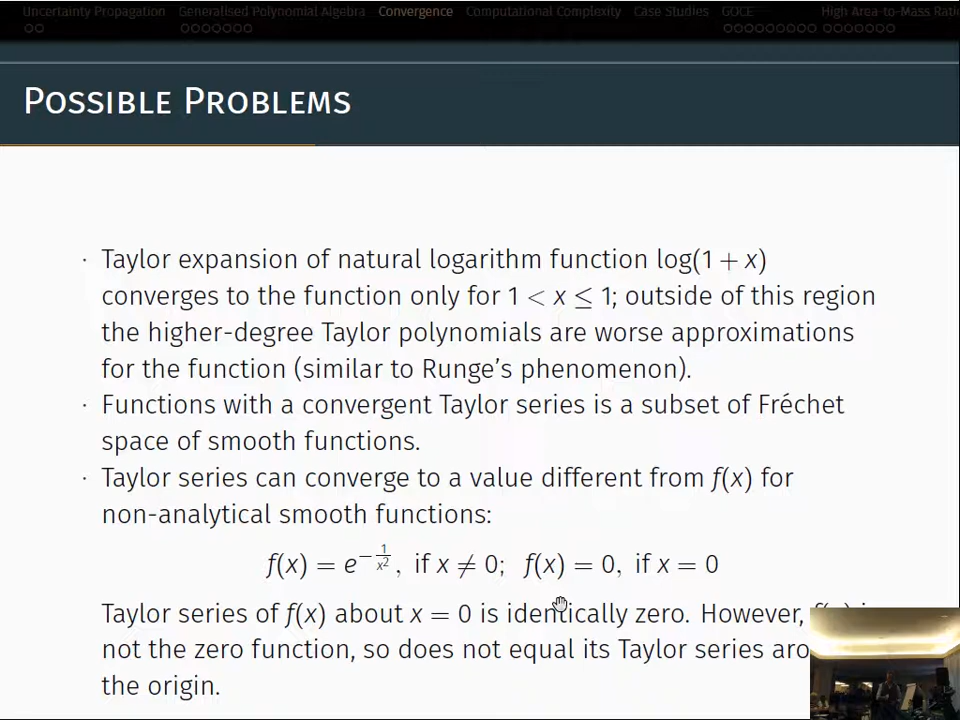 Uncertainty Propagation Generalised Polynomial Algebra Convergence Computational Complexity Case Studies GOCE High Area-to-Mass Rati
POSSIBLE PROBLEMS
· Taylor expansion of natural logarithm function log(1 + x)
converges to the function only for 1 < x ≤ 1; outside of this region
the higher-degree Taylor polynomials are worse approximations
for the function (similar to Runge's phenomenon).
· Functions with a convergent Taylor series is a subset of Fréchet
space of smooth functions.
· Taylor series can converge to a value different from f(x) for
non-analytical smooth functions:
f(x) = e^{-\frac{1}{x^2}}, if x ≠ 0; f(x) = 0, if x = 0
Taylor series of f(x) about x = 0 is identically zero. However,
not the zero function, so does not equal its Taylor series aro
the origin.